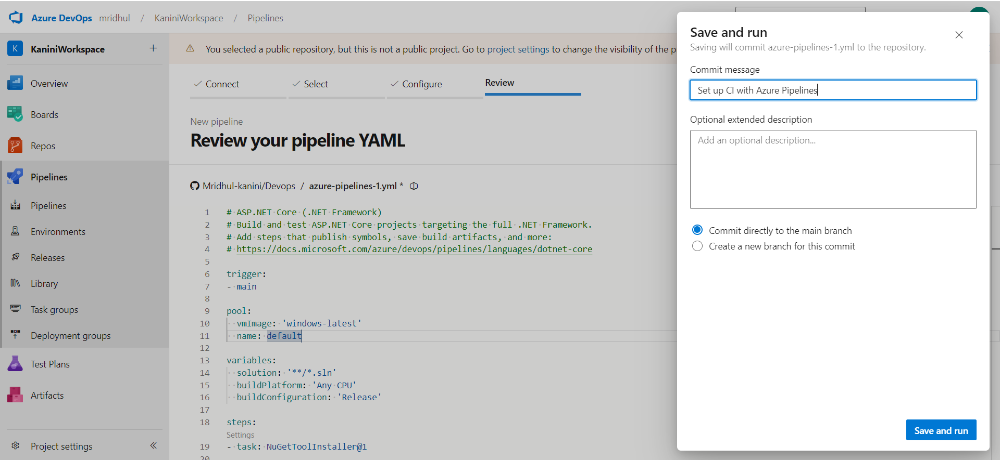 Azure DevOps mridhul / KaniniWorkspace / Pipelines
K KaniniWorkspace +
Overview
Boards
Repos
Pipelines
Pipelines
Environments
Releases
Library
Task groups
Deployment groups
Test Plans
Artifacts
Project settings
You selected a public repository, but this is not a public project. Go to project settings to change the visibility of the p
Connect
Select
Configure
Review
New pipeline
Review your pipeline YAML
Mridhul-kanini/Devops / azure-pipelines-1.yml *
1 # ASP.NET Core (.NET Framework)
2 # Build and test ASP.NET Core projects targeting the full .NET Framework.
3 # Add steps that publish symbols, save build artifacts, and more:
4 # https://docs.microsoft.com/azure/devops/pipelines/languages/dotnet-core
5
6 trigger:
7 - main
8
9 pool:
10 vmImage: 'windows-latest'
11 name: default
12
13 variables:
14 solution: '**/*.sln'
15 buildPlatform: 'Any CPU'
16 buildConfiguration: 'Release'
17
18 steps:
Settings
19 - task: NuGetToolInstaller@1
20
Save and run
Saving will commit azure-pipelines-1.yml to the repository.
Commit message
Set up CI with Azure Pipelines
Optional extended description
Add an optional description...
Commit directly to the main branch
Create a new branch for this commit
Save and run